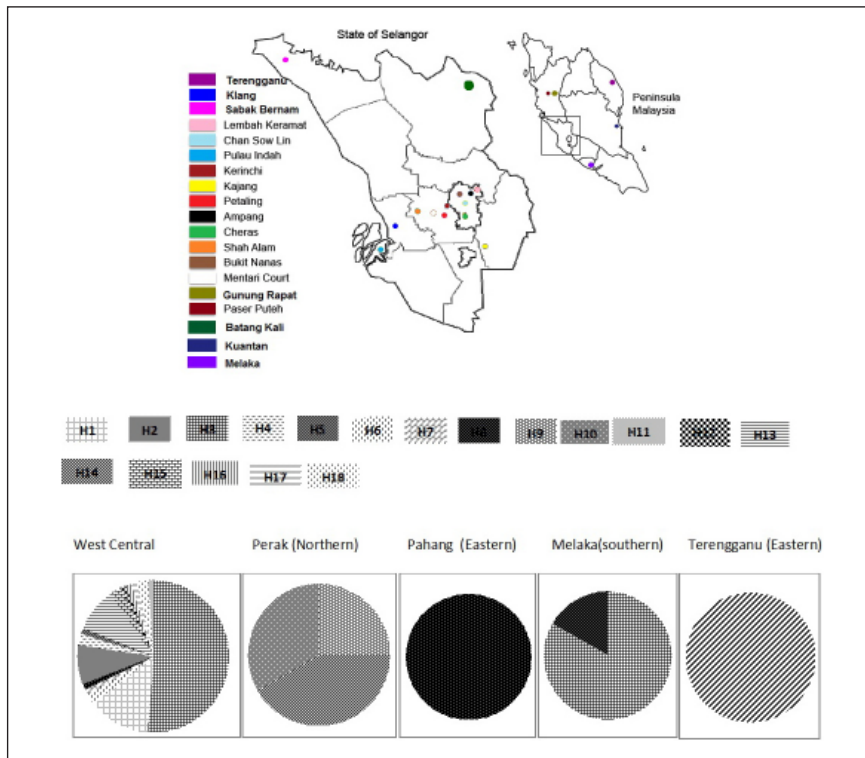 State of Selangor
Peninsula
Malaysia
Terengganu
Klang
Sabak Bernam
Lembah Keramat
Chan Sow Lin
Pulau Indah
Kerinchi
Kajang
Petaling
Ampang
Cheras
Shah Alam
Bukit Nanas
Mentari Court
Gunung Rapat
Paser Puteh
Batang Kali
Kuantan
Melaka
H1 H2 H3 H4 H5 H6 H7 H8 H9 H10 H11 H12 H13
H14 H15 H16 H17 H18
West Central Perak (Northern) Pahang (Eastern) Melaka(southern) Terengganu (Eastern)